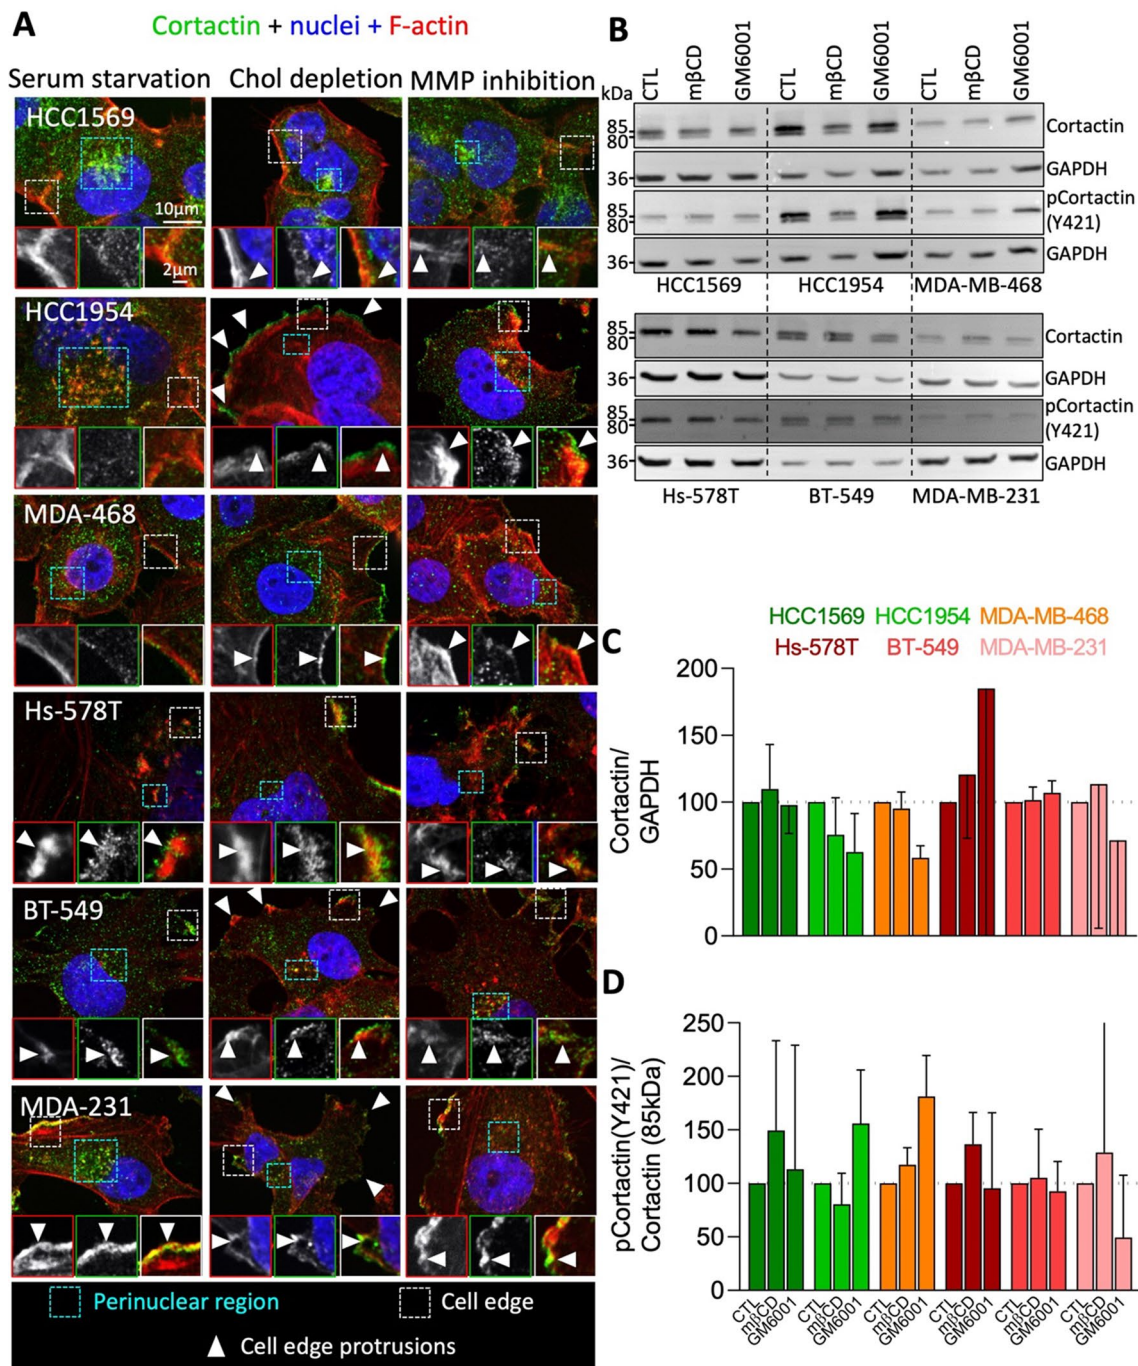 A
Cortactin + nuclei + F-actin
Serum starvation Chol depletion MMP inhibition
HCC1569
10μm
2μm
HCC1954
MDA-468
Hs-578T
BT-549
MDA-231
Perinuclear region
Cell edge
Cell edge protrusions
B
kDa CTL mβCD GM6001 CTL mβCD GM6001 CTL mβCD GM6001
85
80
Cortactin
36
GAPDH
85
80
pCortactin
(Y421)
36
GAPDH
HCC1569 HCC1954 MDA-MB-468
85
80
Cortactin
36
GAPDH
85
80
pCortactin
(Y421)
36
GAPDH
Hs-578T BT-549 MDA-MB-231
HCC1569 HCC1954 MDA-MB-468
Hs-578T BT-549 MDA-MB-231
C
Cortactin/
GAPDH
200
150
100
50
0
D
pCortactin(Y421)/
Cortactin (85kDa)
250
200
150
100
50
0
CTL mβCD GM6001 CTL mβCD GM6001 CTL mβCD GM6001 CTL mβCD GM6001 CTL mβCD GM6001 CTL mβCD GM6001